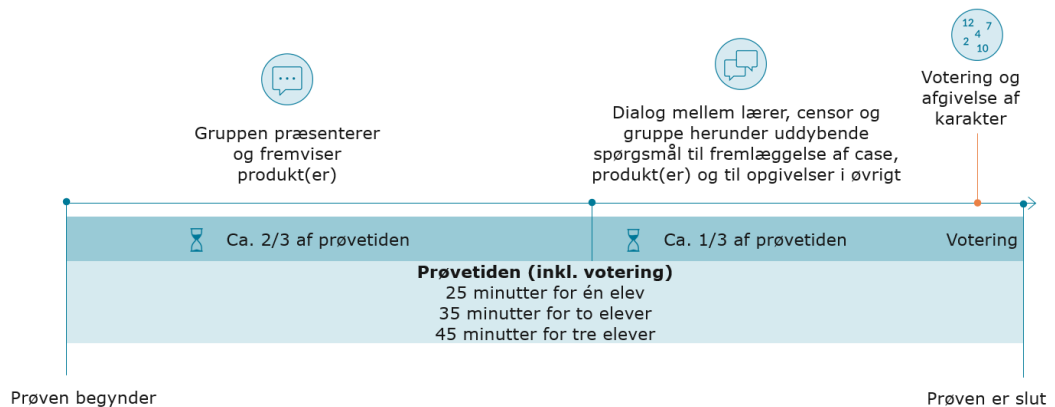 12 7
4
2 10
Votering og
afgivelse af
karakter
Gruppen præsenterer
og fremviser
produkt(er)
Dialog mellem lærer, censor og
gruppe herunder uddybende
spørgsmål til fremlæggelse af case,
produkt(er) og til opgivelser i øvrigt
Ca. 2/3 af prøvetiden
Ca. 1/3 af prøvetiden
Votering
Prøvetiden (inkl. votering)
25 minutter for én elev
35 minutter for to elever
45 minutter for tre elever
Prøven begynder
Prøven er slut